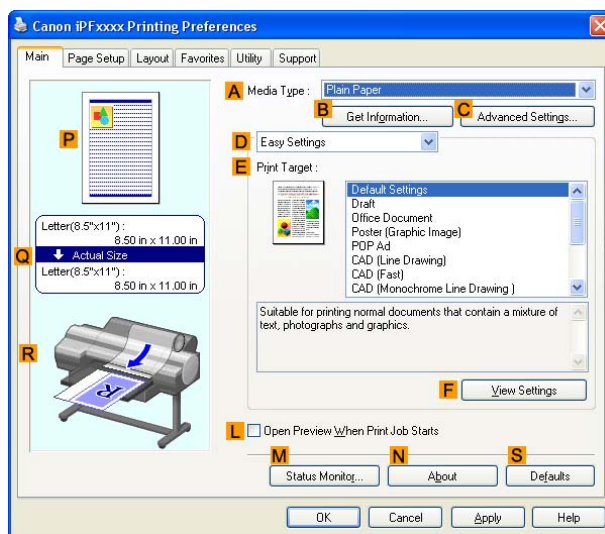 Canon iPFxxxx Printing Preferences
Main Page Setup Layout Favorites Utility Support
A Media Type : Plain Paper
B C
Get Information... Advanced Settings...
P
D Easy Settings
E Print Target :
Default Settings
Draft
Office Document
Poster (Graphic Image)
POP Ad
CAD (Line Drawing)
CAD (Fast)
CAD (Monochrome Line Drawing )
Letter(8.5"x11") :
8.50 in x 11.00 in
Q Actual Size
Letter(8.5"x11") :
8.50 in x 11.00 in
Suitable for printing normal documents that contain a mixture of
text, photographs and graphics.
R
R
F View Settings
L Open Preview When Print Job Starts
M N S
Status Monitor... About Defaults
OK Cancel Apply Help